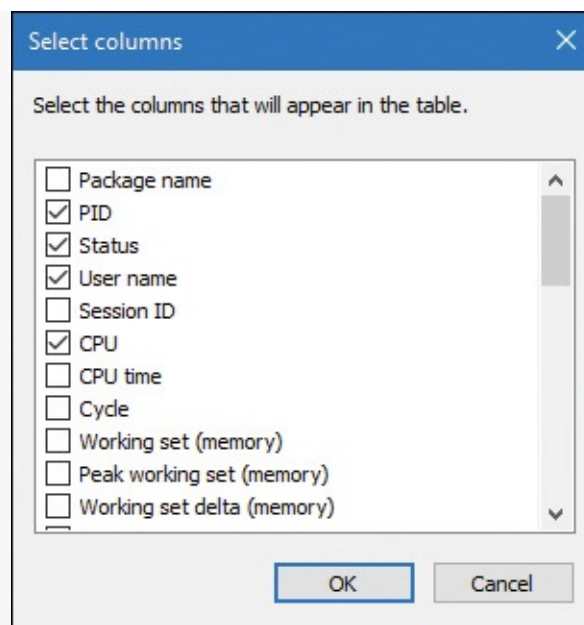 Select columns
Select the columns that will appear in the table.
Package name
PID
Status
User name
Session ID
CPU
CPU time
Cycle
Working set (memory)
Peak working set (memory)
Working set delta (memory)
OK
Cancel